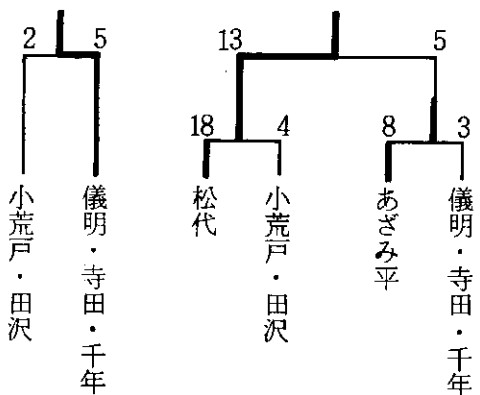 2 5
小荒戸・田沢
儀明・寺田・千年
13 5
18 4 8 3
松代
小荒戸・田沢
あざみ平
儀明・寺田・千年